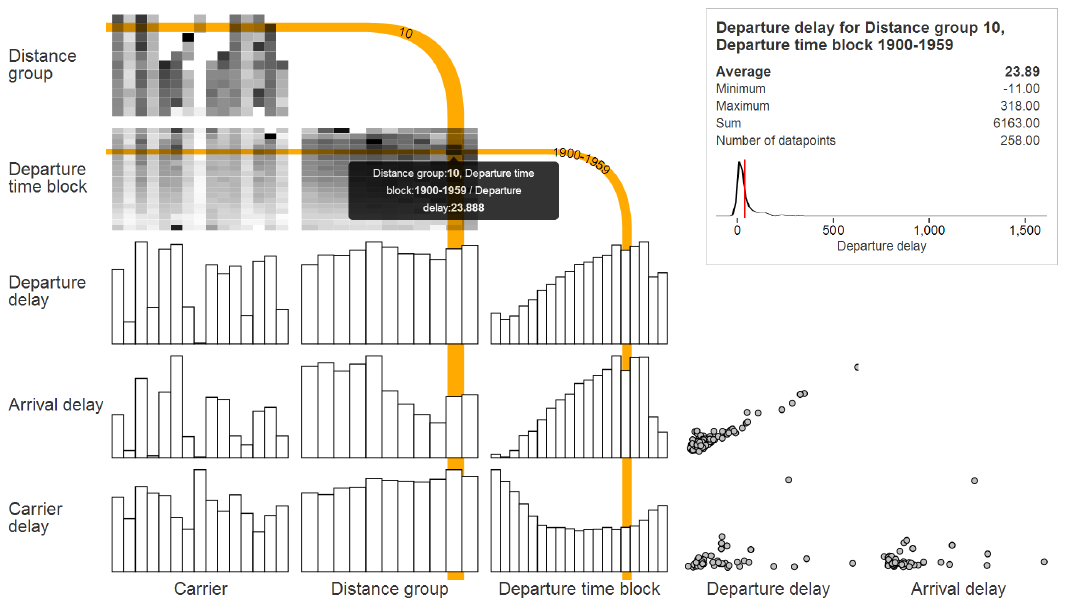 Departure delay for Distance group 10,
Departure time block 1900-1959
Average 23.89
Minimum -11.00
Maximum 318.00
Sum 6163.00
Number of datapoints 258.00
0 500 1,000 1,500
Departure delay
10
Distance
group
1900-1959
Departure
time block
Distance group:10, Departure time
block:1900-1959 / Departure
delay:23.888
Departure
delay
Arrival delay
Carrier
delay
Carrier Distance group Departure time block Departure delay Arrival delay